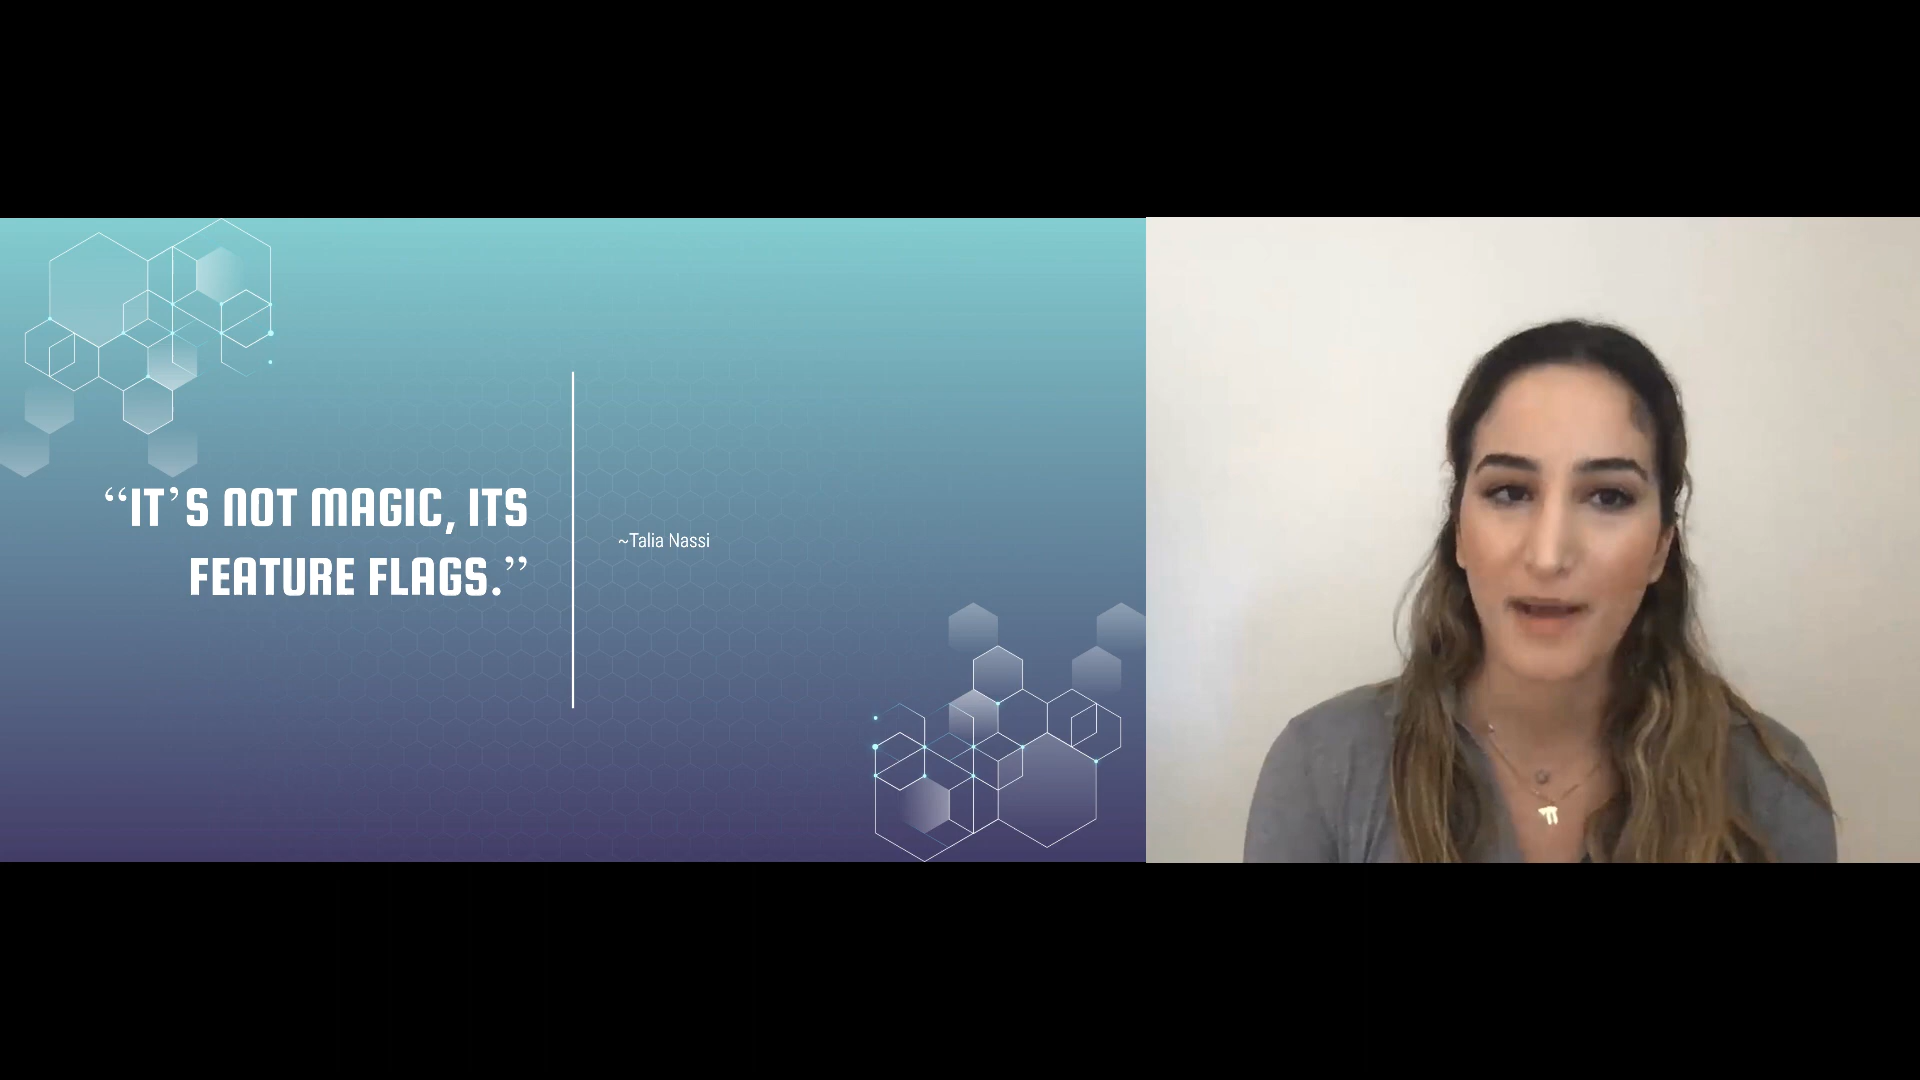 “IT’S NOT MAGIC, ITS
FEATURE FLAGS.”
~Talia Nassi